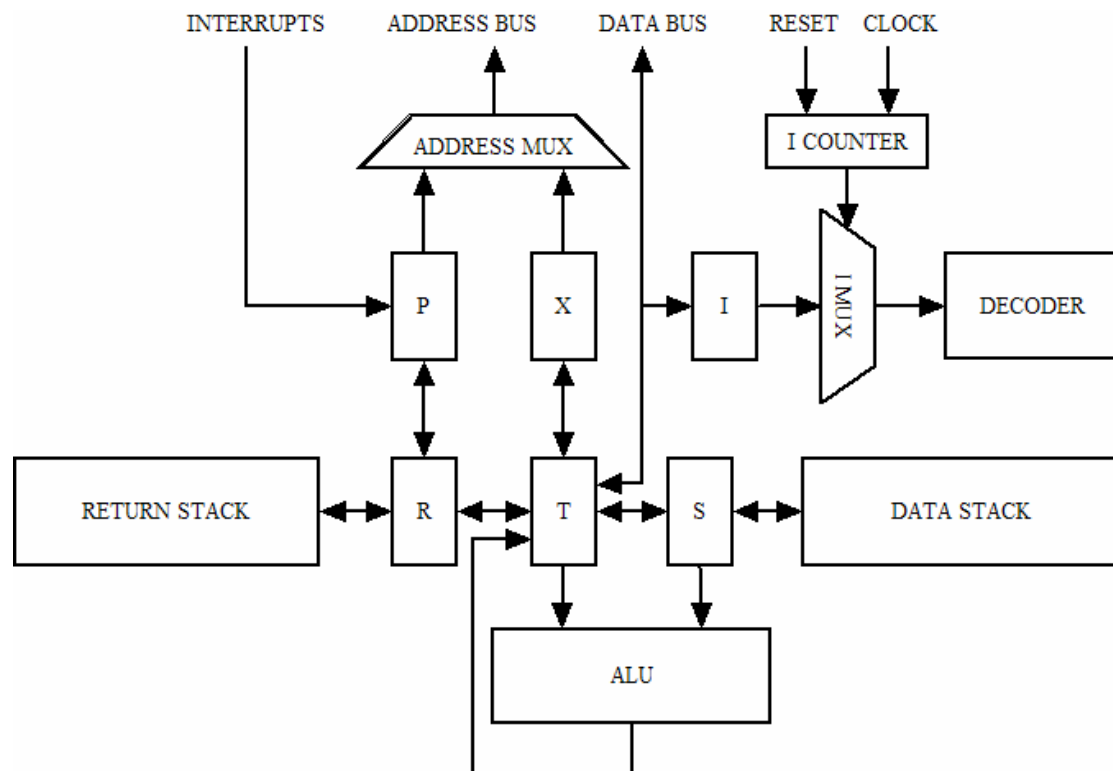 INTERRUPTS
ADDRESS BUS
DATA BUS
RESET
CLOCK
ADDRESS MUX
I COUNTER
P
X
I
I MUX
DECODER
RETURN STACK
R
T
S
DATA STACK
ALU